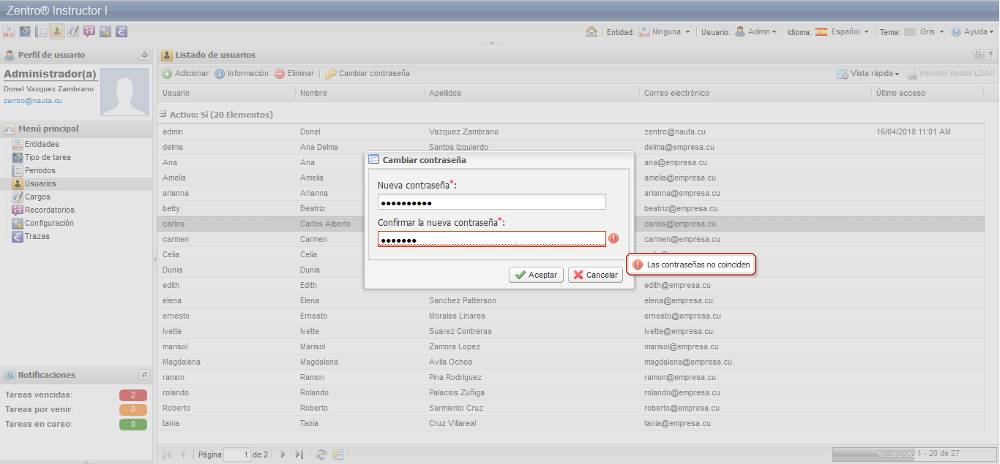 Zentro® Instructor I
Entidad: Ninguna Usuario: Admin Idioma: Español Tema: Gris Ayuda
Perfil de usuario
Administrador(a)
Donel Vazquez Zambrano
zentro@nauta.cu
Menú principal
Entidades
Tipo de tarea
Periodos
Usuarios
Cargos
Recordatorios
Configuración
Trazas
Notificaciones
Tareas vencidas: 2
Tareas por venir: 0
Tareas en curso: 0
Listado de usuarios
Adicionar Información Eliminar Cambiar contraseña Vista rápida Importar desde LDAP
Usuario Nombre Apellidos Correo electrónico Último acceso
Activo: Sí (20 Elementos)
admin Donel Vazquez Zambrano zentro@nauta.cu 16/04/2018 11:01 AM
delma Ana Delma Santos Izquierdo delma@empresa.cu
Ana Ana ana@empresa.cu
Amelia Amelia amelia@empresa.cu
arianna Arianna arianna@empresa.cu
betty Beatriz beatriz@empresa.cu
carlos Carlos Alberto carlos@empresa.cu
carmen Carmen carmen@empresa.cu
Celia Celia
Dunia Dunia
edith Edith edith@empresa.cu
elena Elena Sanchez Patterson elena@empresa.cu
ernesto Ernesto Morales Linares ernesto@empresa.cu
ivette Ivette Suarez Contreras ivette@empresa.cu
marisol Marisol Zamora Lopez marisol@empresa.cu
Magdalena Magdalena Avila Ochoa magdalena@empresa.cu
ramon Ramon Pina Rodriguez ramon@empresa.cu
rolando Rolando Palacios Zuñiga rolando@empresa.cu
Roberto Roberto Sarmiento Cruz roberto@empresa.cu
tania Tania Cruz Villareal tania@empresa.cu
Página 1 de 2 Mostrando 1 - 20 de 27
Cambiar contraseña
Nueva contraseña*:
●●●●●●●●●●
Confirmar la nueva contraseña*:
●●●●●●●
Aceptar Cancelar
Las contraseñas no coinciden